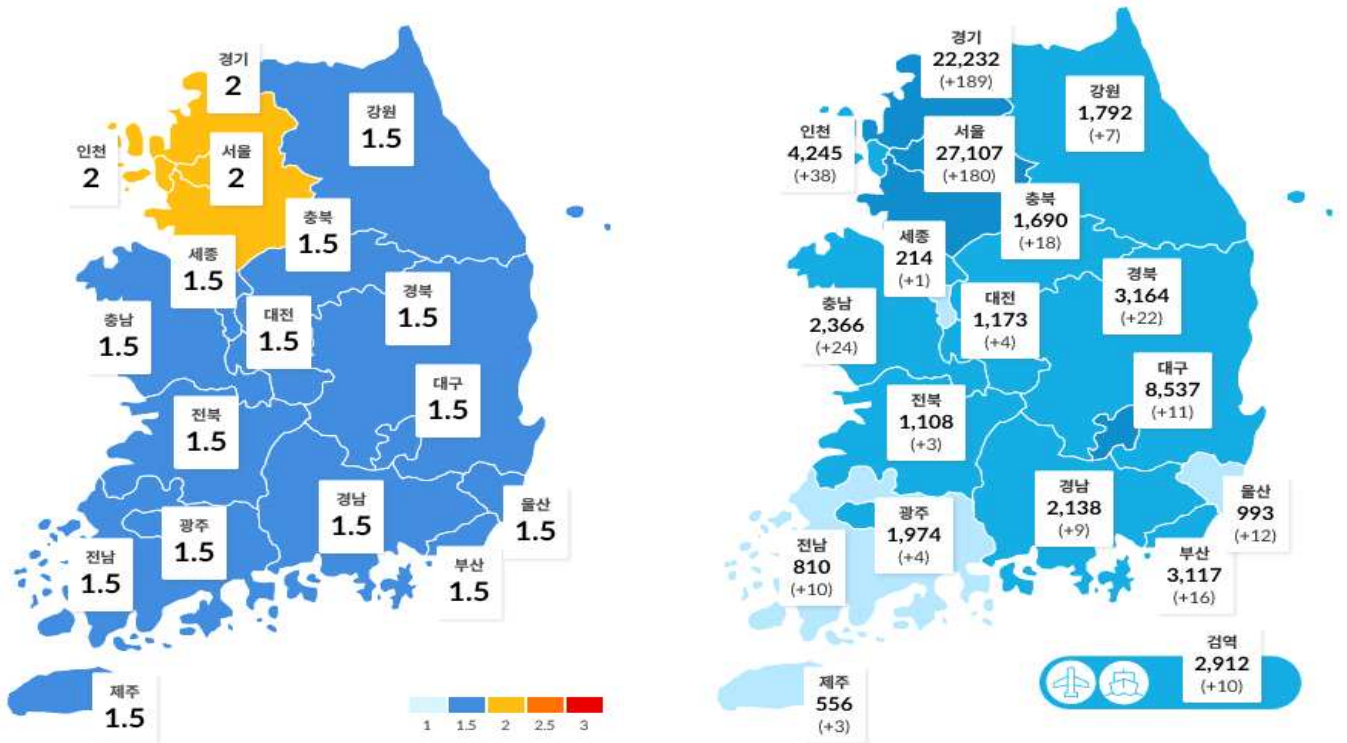 경기
2
강원
1.5
인천
2
서울
2
충북
1.5
세종
1.5
경북
1.5
충남
1.5
대전
1.5
대구
1.5
전북
1.5
경남
1.5
울산
1.5
광주
1.5
전남
1.5
부산
1.5
제주
1.5
1 1.5 2 2.5 3
경기
22,232
(+189)
강원
1,792
(+7)
인천
4,245
(+38)
서울
27,107
(+180)
충북
1,690
(+18)
세종
214
(+1)
경북
3,164
(+22)
충남
2,366
(+24)
대전
1,173
(+4)
대구
8,537
(+11)
전북
1,108
(+3)
경남
2,138
(+9)
울산
993
(+12)
광주
1,974
(+4)
전남
810
(+10)
부산
3,117
(+16)
검역
2,912
(+10)
제주
556
(+3)